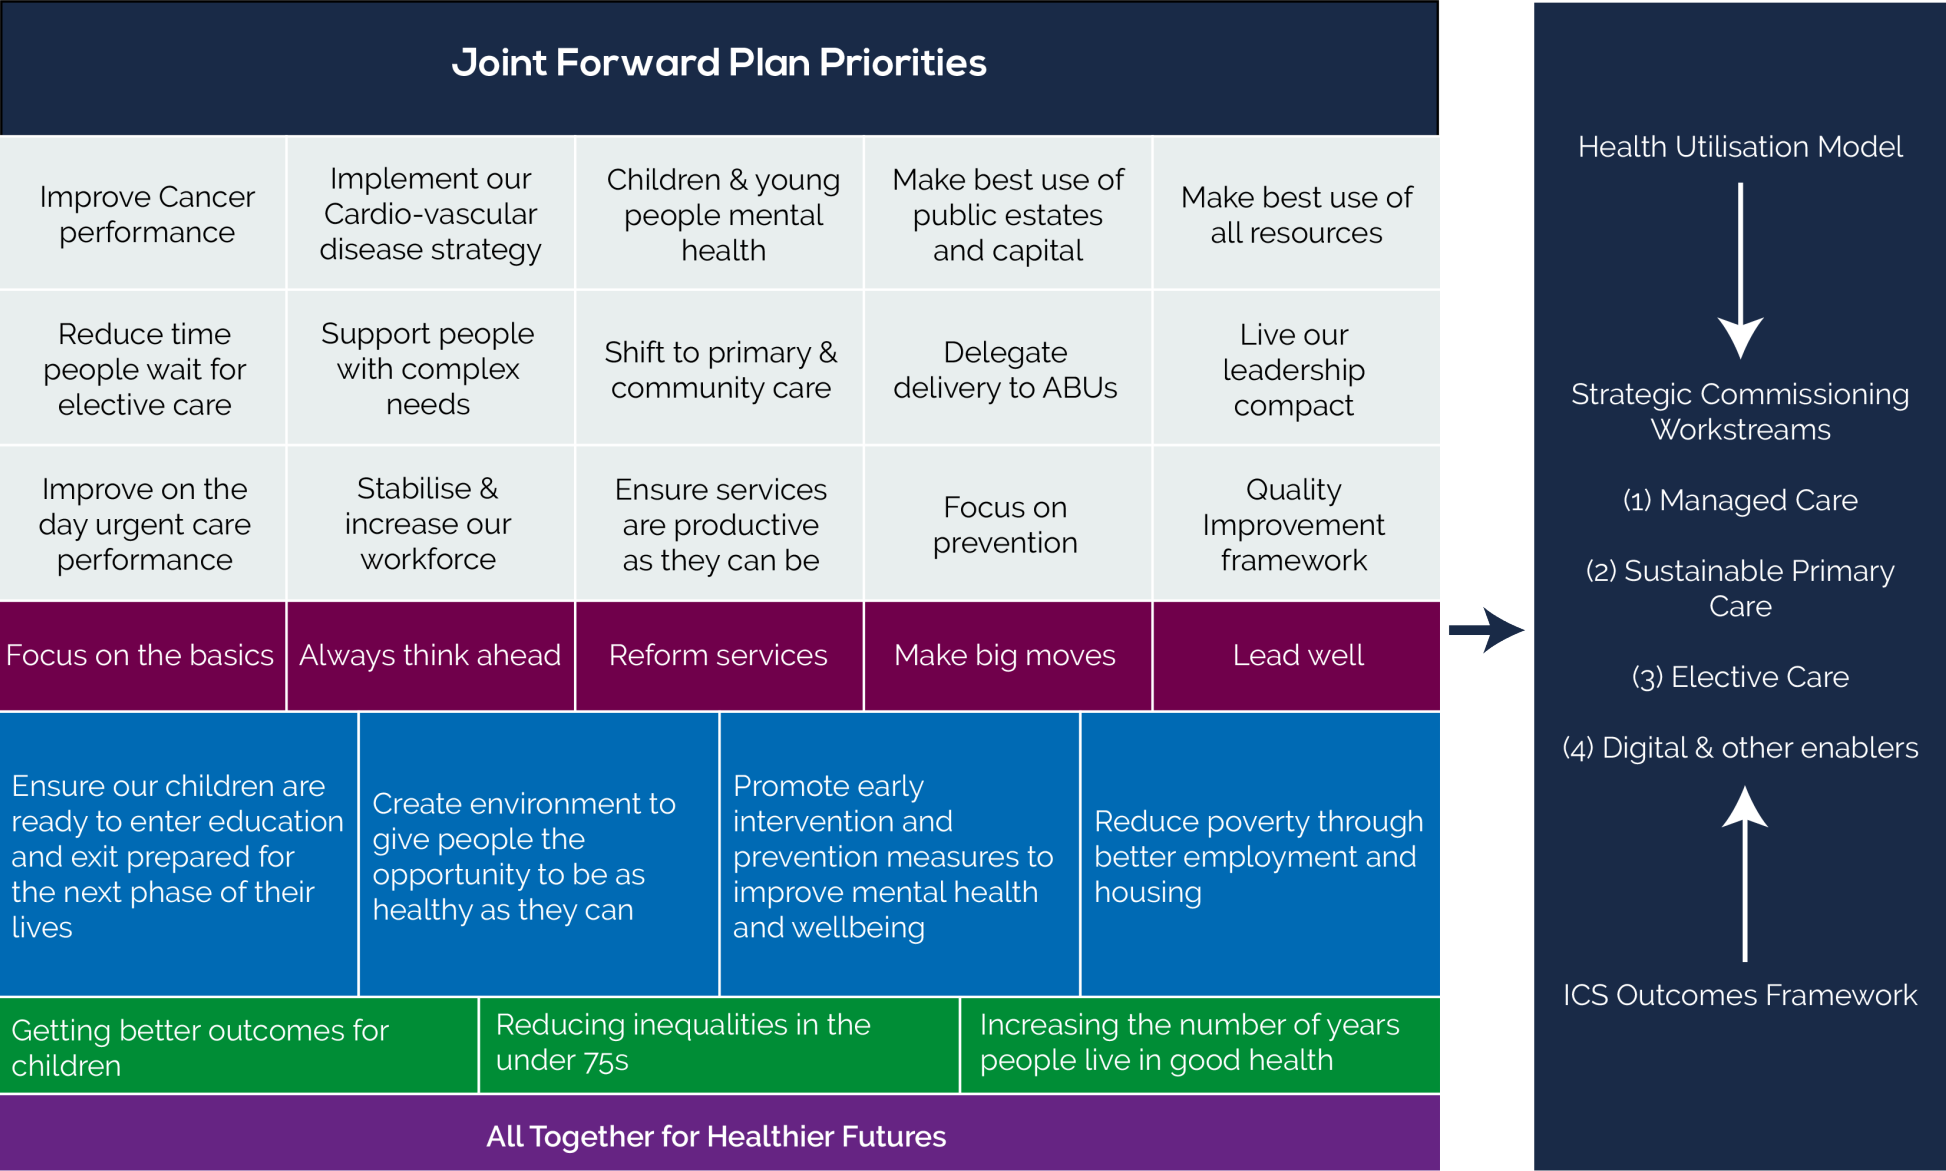 Joint Forward Plan Priorities
Improve Cancer
performance
Implement our
Cardio-vascular
disease strategy
Children & young
people mental
health
Make best use of
public estates
and capital
Make best use of
all resources
Reduce time
people wait for
elective care
Support people
with complex
needs
Shift to primary &
community care
Delegate
delivery to ABUs
Live our
leadership
compact
Improve on the
day urgent care
performance
Stabilise &
increase our
workforce
Ensure services
are productive
as they can be
Focus on
prevention
Quality
Improvement
framework
Focus on the basics
Always think ahead
Reform services
Make big moves
Lead well
Ensure our children are
ready to enter education
and exit prepared for
the next phase of their
lives
Create environment to
give people the
opportunity to be as
healthy as they can
Promote early
intervention and
prevention measures to
improve mental health
and wellbeing
Reduce poverty through
better employment and
housing
Getting better outcomes for
children
Reducing inequalities in the
under 75s
Increasing the number of years
people live in good health
All Together for Healthier Futures
Health Utilisation Model
Strategic Commissioning
Workstreams
(1) Managed Care
(2) Sustainable Primary
Care
(3) Elective Care
(4) Digital & other enablers
ICS Outcomes Framework